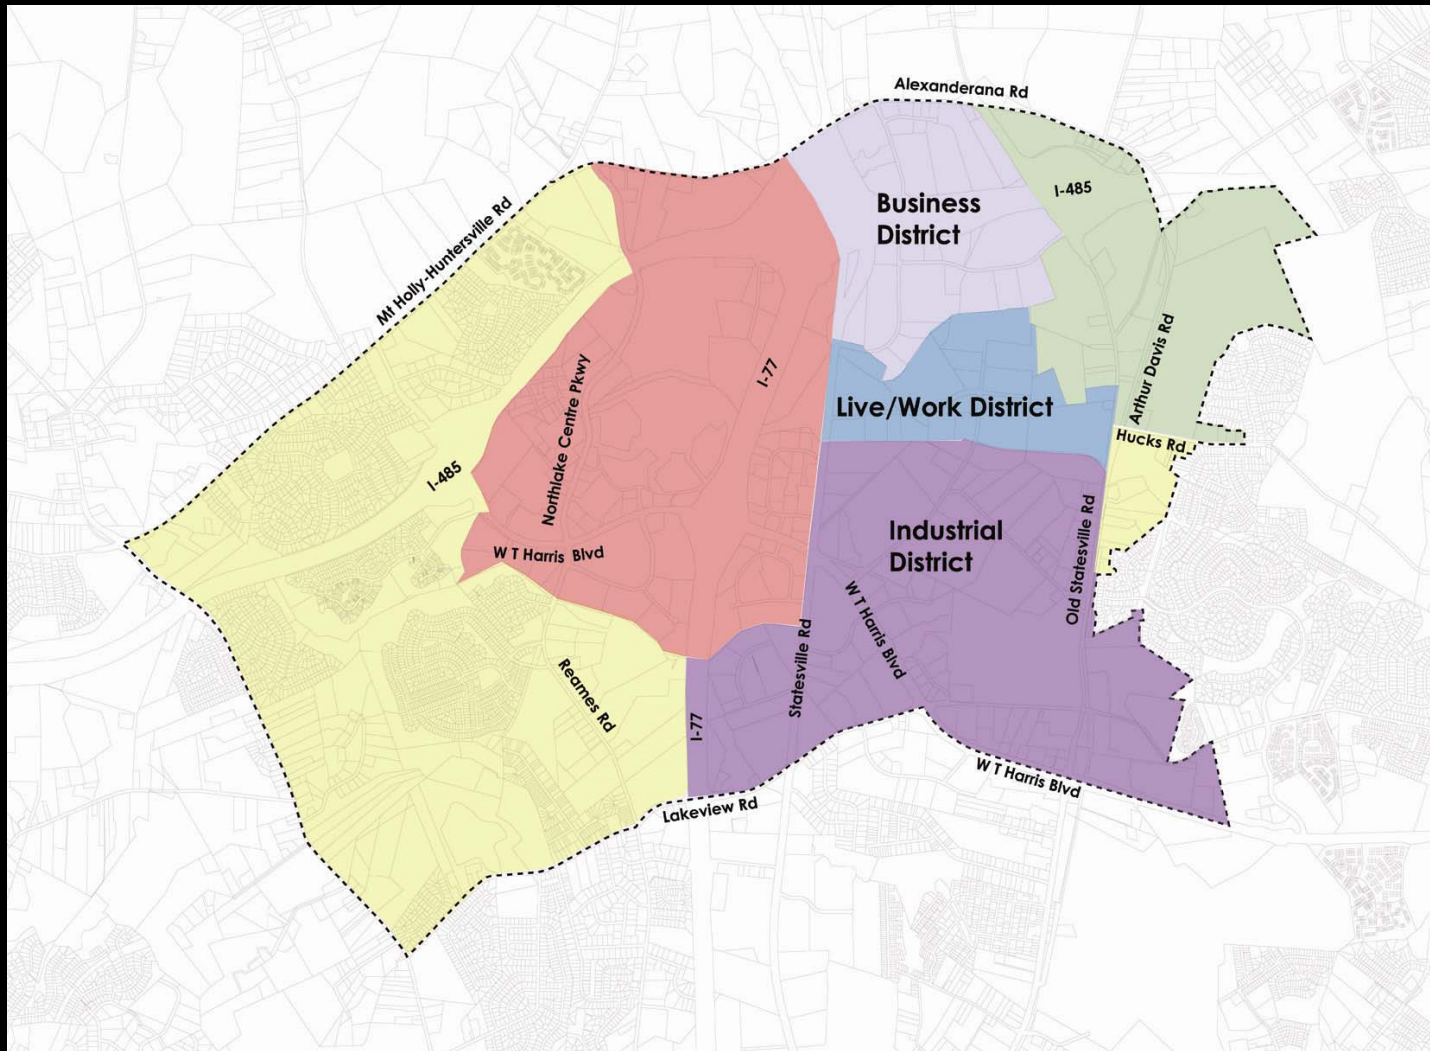 Alexanderana Rd
Mt Holly-Huntersville Rd
I-485
Business
District
I-77
Arthur Davis Rd
Northlake Centre Pkwy
Live/Work District
Hucks Rd
I-485
W T Harris Blvd
Industrial
District
Old Statesville Rd
W T Harris Blvd
Reames Rd
Statesville Rd
I-77
W T Harris Blvd
Lakeview Rd